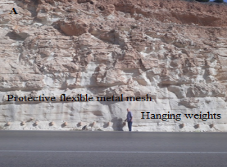 A
Protective flexible metal mesh
Hanging weights